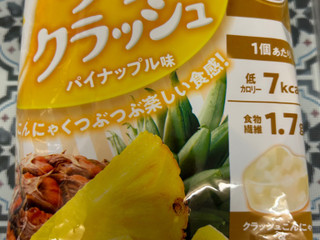 クラッシュ
パイナップル味
こんにゃくつぶつぶ楽しい食感!
1個あたり
低
カロリー
7kca
食物
繊維
1.7g
クラッシュこんにゃ